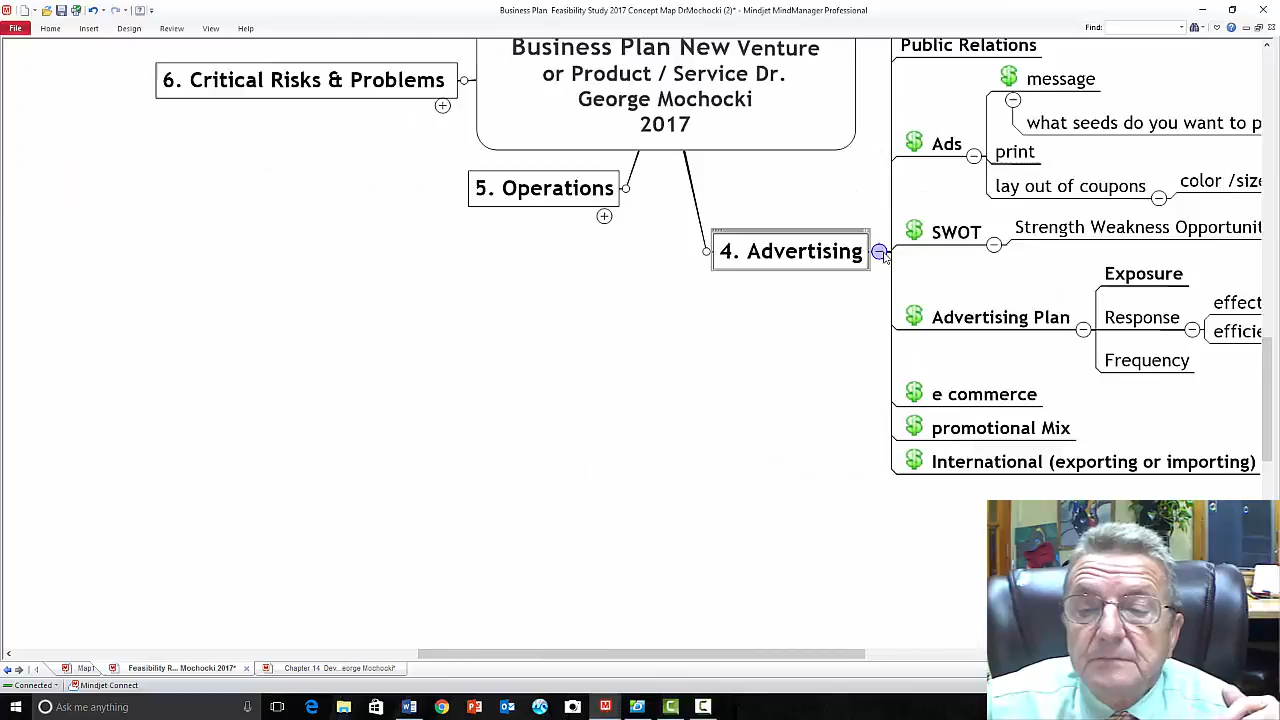 Business Plan Feasibility Study 2017 Concept Map DrMochocki (2)* - Mindjet MindManager Professional
File Home Insert Design Review View Help Find:
Public Relations
Business Plan New Venture
or Product / Service Dr.
George Mochocki
2017
6. Critical Risks & Problems
5. Operations
4. Advertising
message
what seeds do you want to p
Ads
print
lay out of coupons
color /size
SWOT
Strength Weakness Opportunit
Exposure
Advertising Plan
Response
effect
efficie
Frequency
e commerce
promotional Mix
International (exporting or importing)
Map1 Feasibility R... Mochocki 2017* Chapter 14 Dev...eorge Mochocki*
Connected Mindjet Connect
Ask me anything